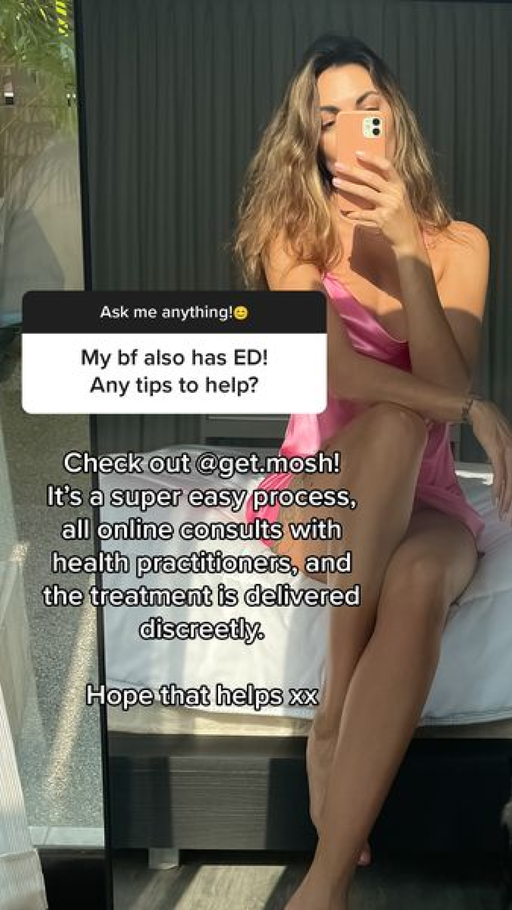 Ask me anything!😊
My bf also has ED!
Any tips to help?
Check out @get.mosh!
It's a super easy process,
all online consults with
health practitioners, and
the treatment is delivered
discreetly.
Hope that helps xx